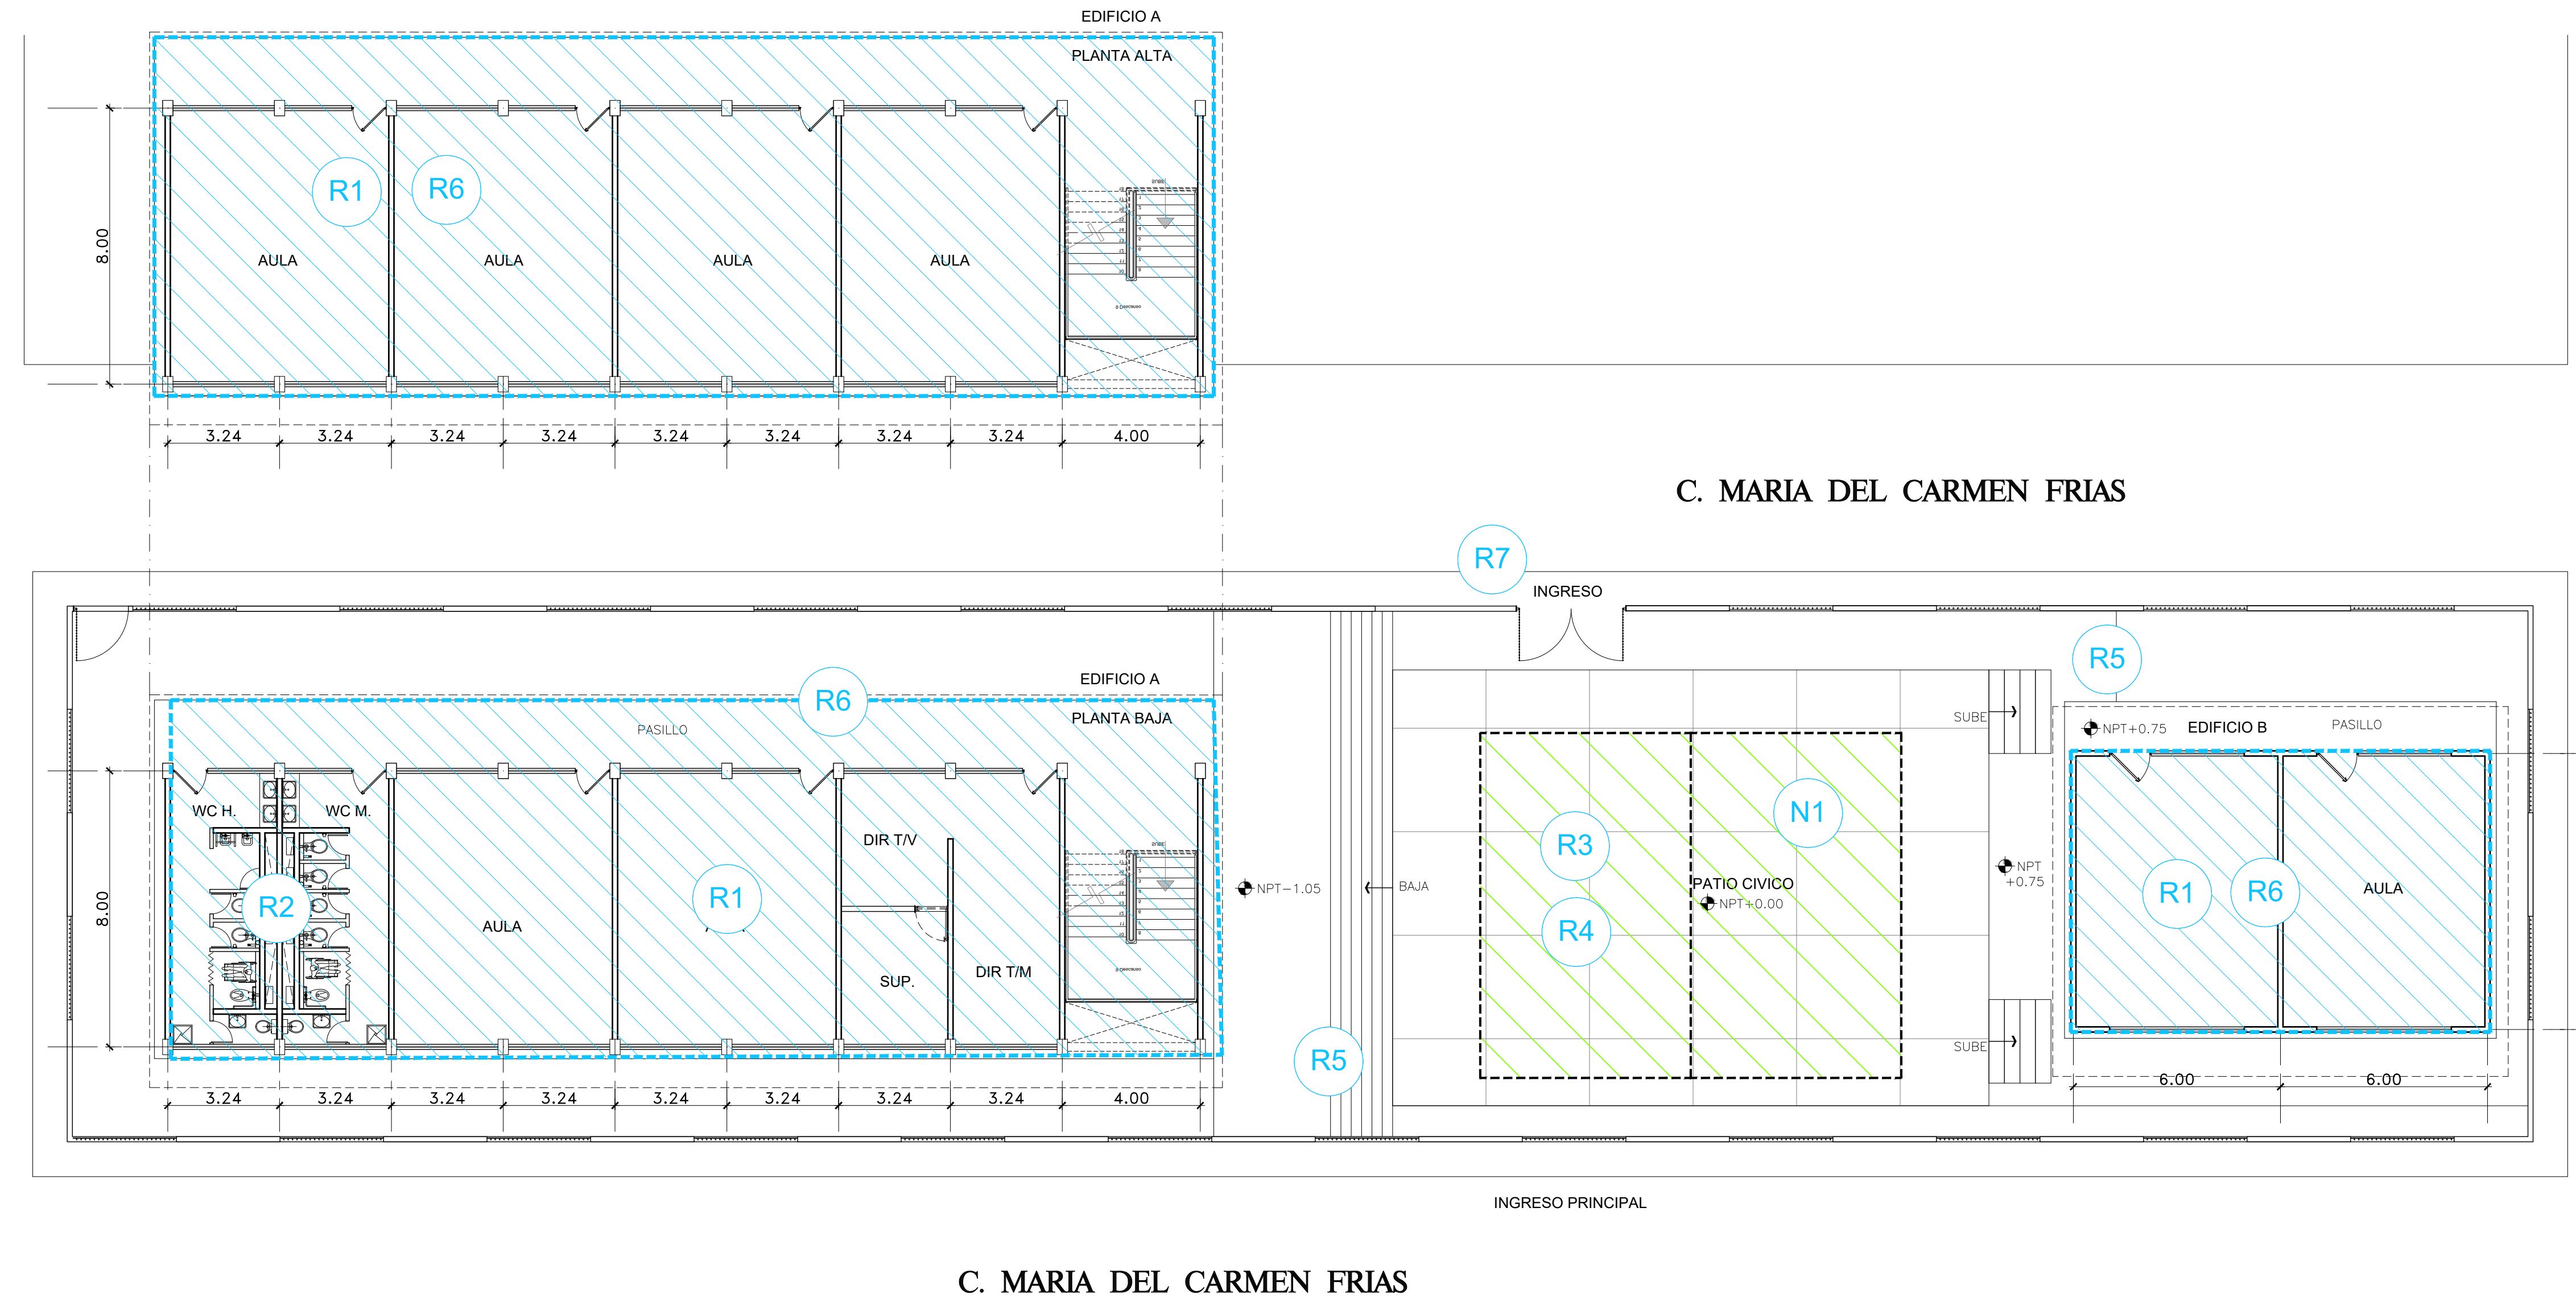 EDIFICIO A
PLANTA ALTA
R1
R6
8.00
AULA
AULA
AULA
AULA
3.24
3.24
3.24
3.24
3.24
3.24
3.24
3.24
4.00
C. MARIA DEL CARMEN FRIAS
R7
INGRESO
R5
EDIFICIO A
R6
PLANTA BAJA
PASILLO
SUBE
NPT+0.75
EDIFICIO B
PASILLO
WC H.
WC M.
N1
DIR T/V
R3
NPT
+0.75
8.00
R2
R1
NPT-1.05
BAJA
PATIO CIVICO
NPT+0.00
R1
R6
AULA
AULA
R4
SUP.
DIR T/M
SUBE
R5
3.24
3.24
3.24
3.24
3.24
3.24
3.24
3.24
4.00
6.00
6.00
INGRESO PRINCIPAL
C. MARIA DEL CARMEN FRIAS